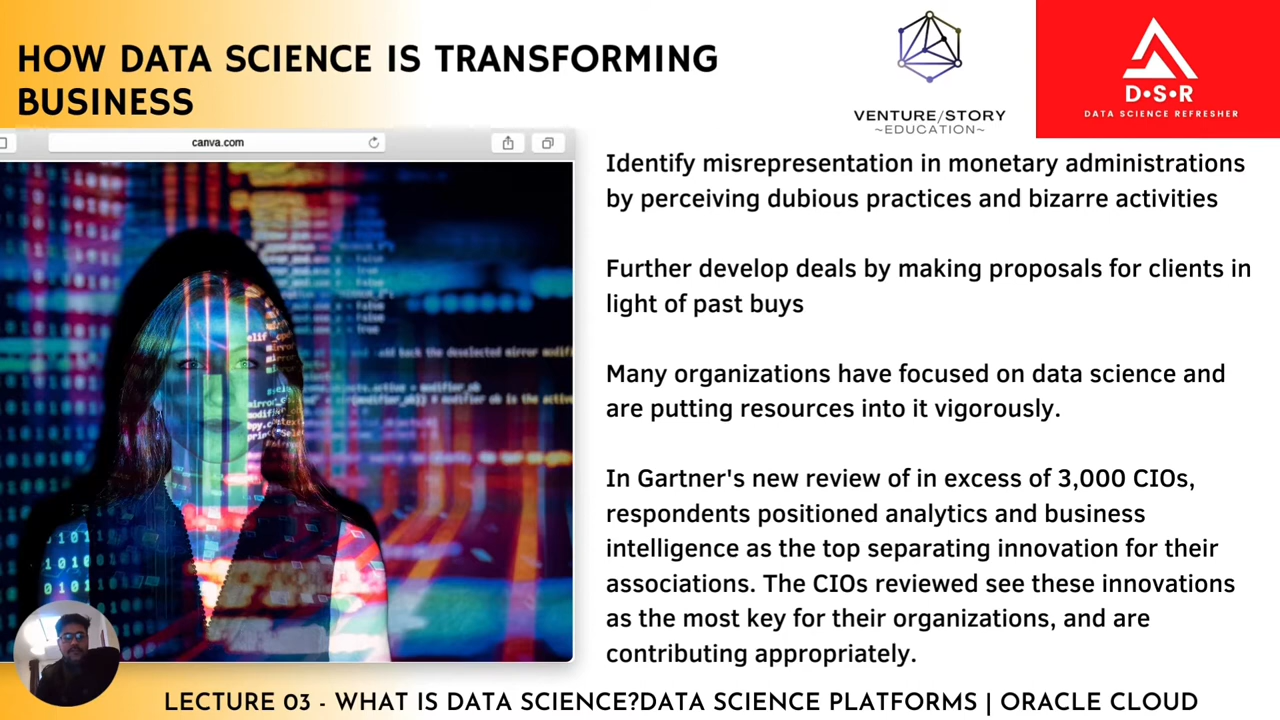 HOW DATA SCIENCE IS TRANSFORMING
BUSINESS
VENTURE/STORY
~EDUCATION~
D•S•R
DATA SCIENCE REFRESHER
canva.com
Identify misrepresentation in monetary administrations
by perceiving dubious practices and bizarre activities
Further develop deals by making proposals for clients in
light of past buys
Many organizations have focused on data science and
are putting resources into it vigorously.
In Gartner's new review of in excess of 3,000 CIOs,
respondents positioned analytics and business
intelligence as the top separating innovation for their
associations. The CIOs reviewed see these innovations
as the most key for their organizations, and are
contributing appropriately.
LECTURE 03 - WHAT IS DATA SCIENCE?DATA SCIENCE PLATFORMS | ORACLE CLOUD